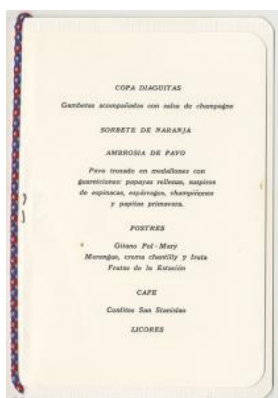 COPA DIAGUITAS
Gambetas acompañadas con salsa de champagne
SORBETE DE NARANJA
AMBROSIA DE PAVO
Pavo trozado en medallones con
guarniciones: papayas rellenas, suspiros
de espinacas, espárragos, champiñones
y papitas primavera.
POSTRES
Gitano Pol-Mary
Merengue, crema chantilly y fruta
Frutas de la Estación
CAFE
Confites San Stanislao
LICORES